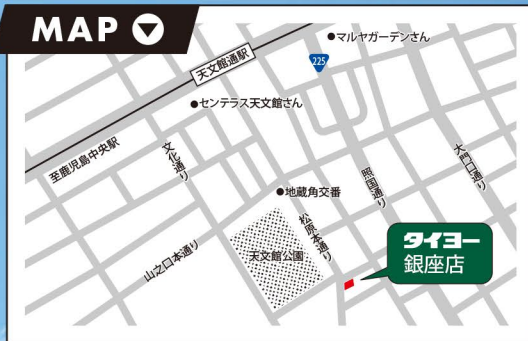 MAP
●マルヤガーデンさん
225
天文館通駅
●センテラス天文館さん
至鹿児島中央駅
文化通り
大門口通り
照国通り
●地蔵角交番
松原本通り
山之口本通り
天文館公園
タイヨー
銀座店